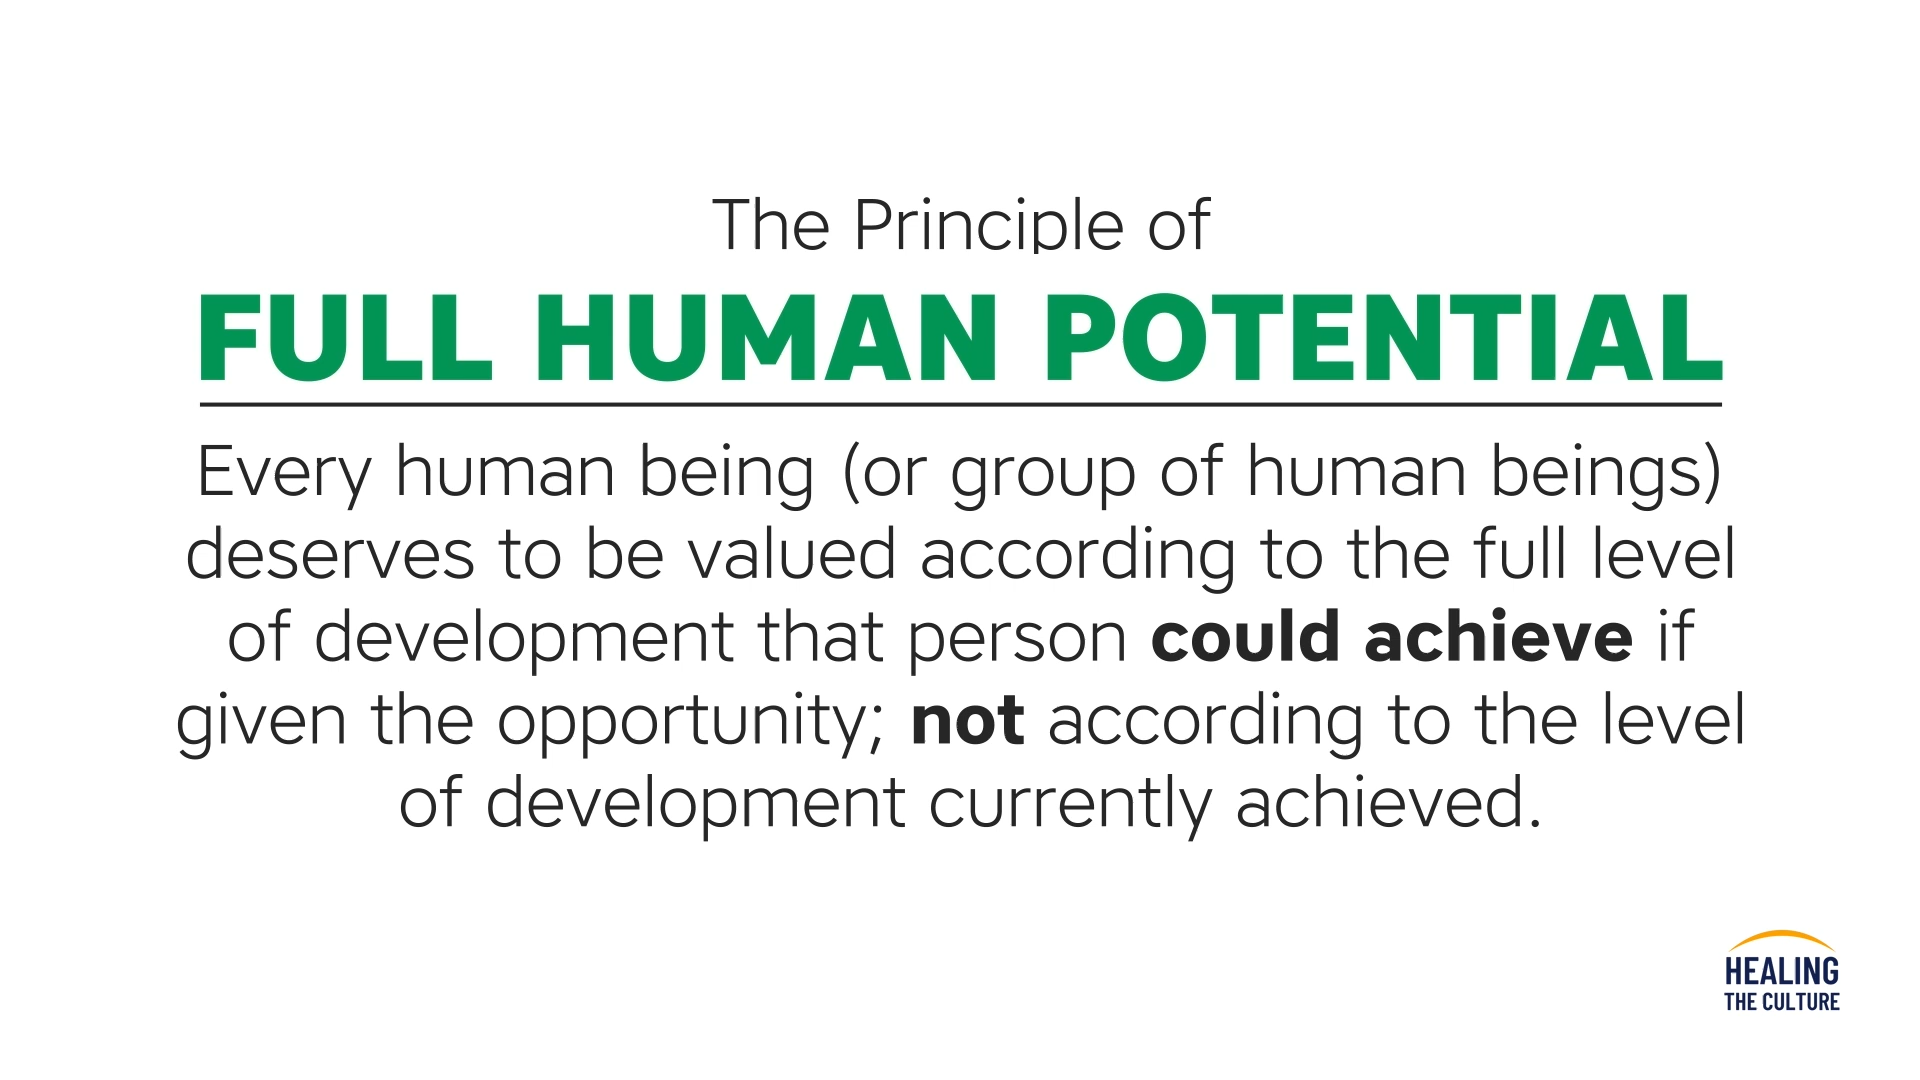 The Principle of
FULL HUMAN POTENTIAL
Every human being (or group of human beings)
deserves to be valued according to the full level
of development that person could achieve if
given the opportunity; not according to the level
of development currently achieved.
HEALING
THE CULTURE